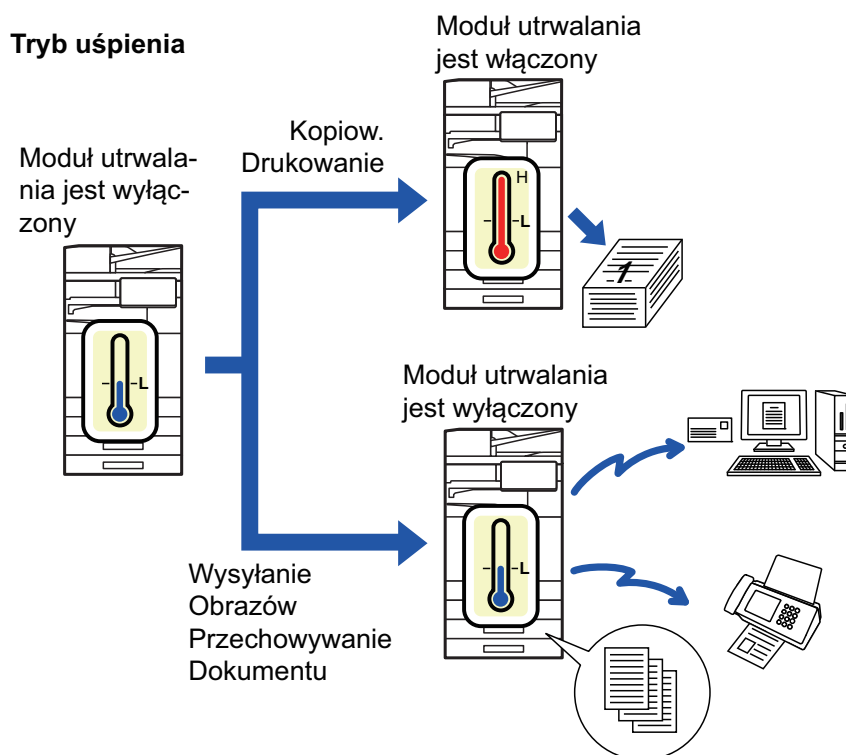 Tryb uśpienia
Moduł utrwala-
nia jest wyłąc-
zony
L
Kopiow.
Drukowanie
Moduł utrwalania
jest włączony
H
L
1
Wysyłanie
Obrazów
Przechowywanie
Dokumentu
Moduł utrwalania
jest wyłączony
L